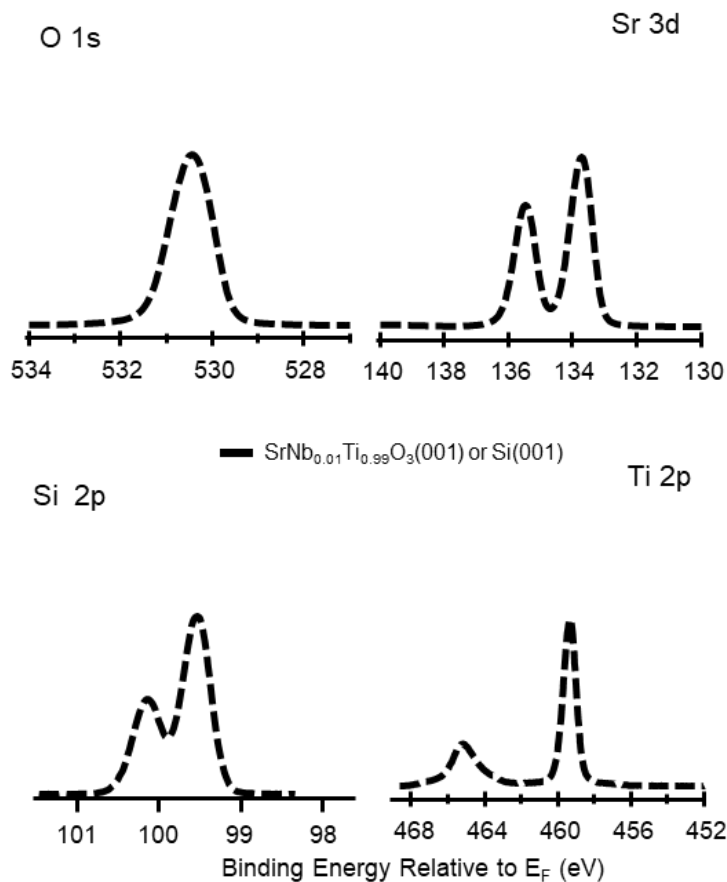 O 1s
Sr 3d
534 532 530 528
140 138 136 134 132 130
SrNb₀.₀₁Ti₀.₉₉O₃(001) or Si(001)
Si 2p
Ti 2p
101 100 99 98
468 464 460 456 452
Binding Energy Relative to E_F (eV)